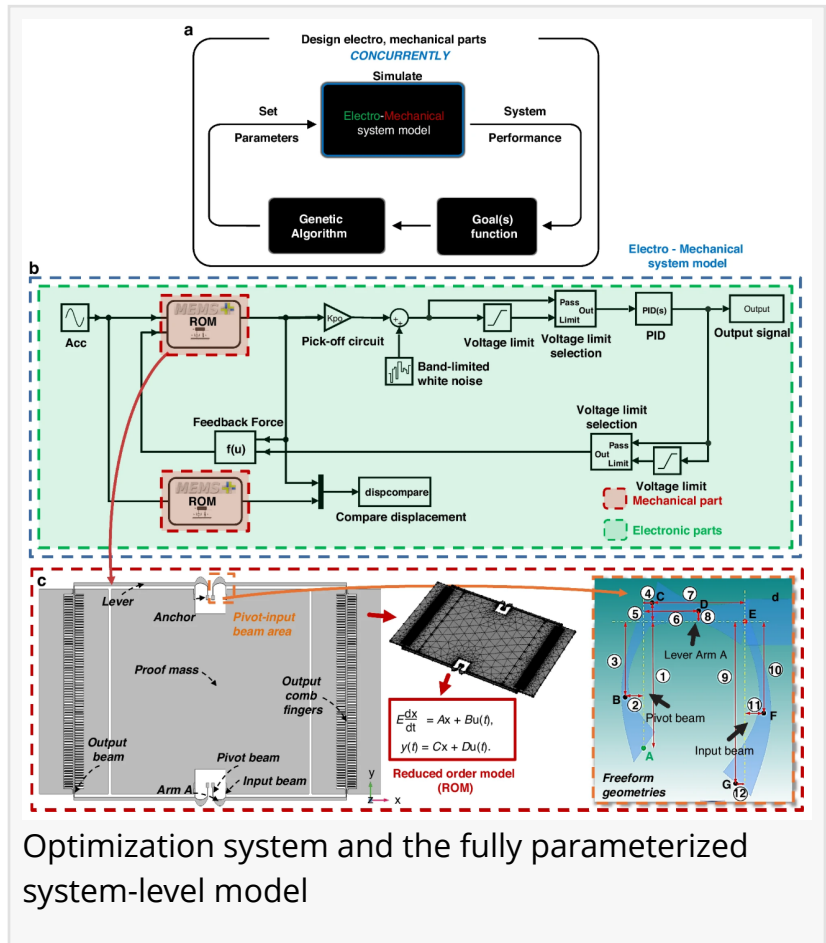 a
Design electro, mechanical parts
CONCURRENTLY
Simulate
Set
Parameters
Electro-Mechanical
system model
System
Performance
Genetic
Algorithm
Goal(s)
function
Electro - Mechanical
system model
b
Acc
MEMS+
ROM
Kpo
Pick-off circuit
Band-limited
white noise
Voltage limit
Pass
Out
Limit
Voltage limit
selection
PID(s)
PID
Output
Output signal
Feedback Force
f(u)
Voltage limit
selection
Pass
Out
Limit
Voltage limit
MEMS+
ROM
dispcompare
Compare displacement
Mechanical part
Electronic parts
c
Lever
Anchor
Pivot-input
beam area
Proof mass
Output
comb
fingers
Output
beam
Pivot beam
Arm A
Input beam
y
z x
E dx/dt = Ax + Bu(t),
y(t) = Cx + Du(t).
Reduced order model
(ROM)
d
4 C 7
5 6 D 8 E
Lever Arm A
3 1 9 10
B 2
11 F
Pivot beam
Input beam
A
G 12
Freeform
geometries
Optimization system and the fully parameterized
system-level model